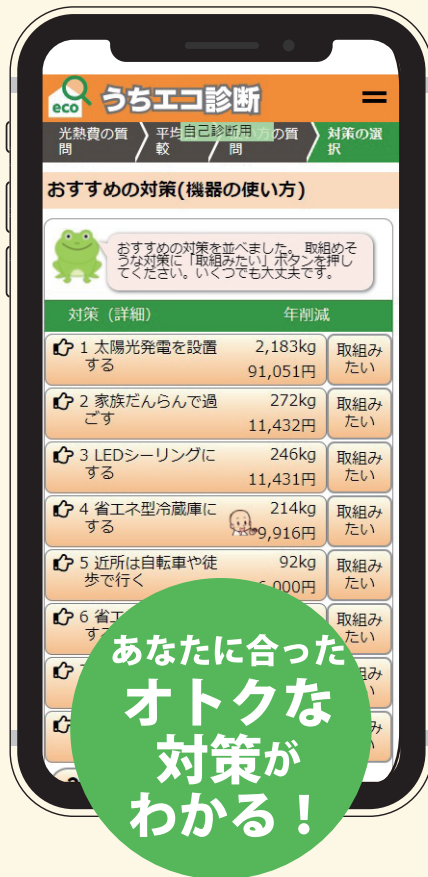 eco うちエコ診断
光熱費の質
問
平均
較
自己診断用
方の質
問
対策の選
択
おすすめの対策(機器の使い方)
おすすめの対策を並べました。 取組めそ
うな対策に「取組みたい」ボタンを押し
てください。いくつでも大丈夫です。
対策（詳細） 年削減
1 太陽光発電を設置
する
2,183kg
91,051円
取組み
たい
2 家族だんらんで過
ごす
272kg
11,432円
取組み
たい
3 LEDシーリングに
する
246kg
11,431円
取組み
たい
4 省エネ型冷蔵庫に
する
214kg
9,916円
取組み
たい
5 近所は自転車や徒
歩で行く
92kg
000円
取組み
たい
6 省エ
す
取組み
たい
あなたに合った
オトクな
対策が
わかる！